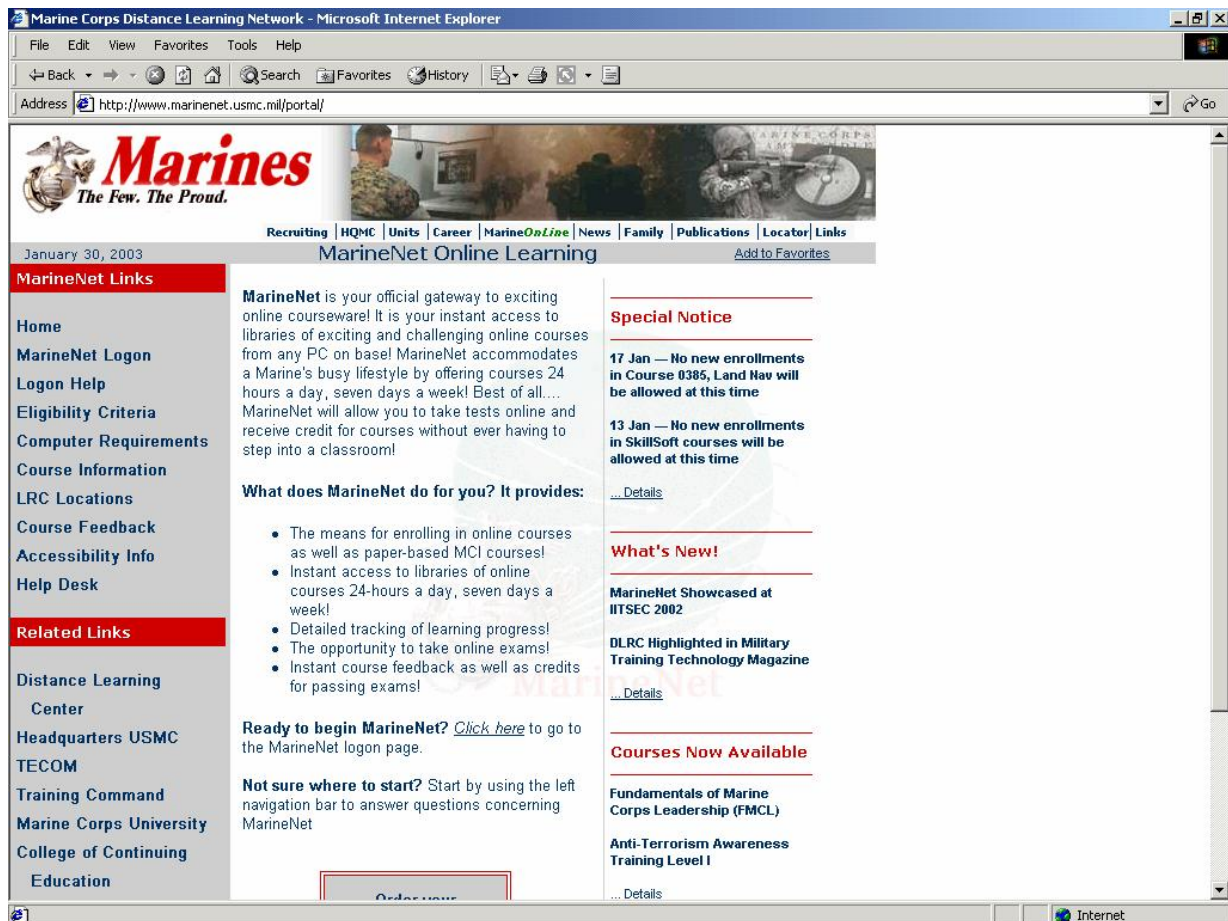 Marine Corps Distance Learning Network - Microsoft Internet Explorer
File Edit View Favorites Tools Help
Back Search Favorites History
Address http://www.marinenet.usmc.mil/portal/ Go
Marines
The Few. The Proud.
MARINE CORPS
Recruiting | HQMC | Units | Career | MarineOnLine | News | Family | Publications | Locator | Links
January 30, 2003 MarineNet Online Learning Add to Favorites
MarineNet Links
Home
MarineNet Logon
Logon Help
Eligibility Criteria
Computer Requirements
Course Information
LRC Locations
Course Feedback
Accessibility Info
Help Desk
Related Links
Distance Learning
Center
Headquarters USMC
TECOM
Training Command
Marine Corps University
College of Continuing
Education
MarineNet is your official gateway to exciting
online courseware! It is your instant access to
libraries of exciting and challenging online courses
from any PC on base! MarineNet accommodates
a Marine's busy lifestyle by offering courses 24
hours a day, seven days a week! Best of all....
MarineNet will allow you to take tests online and
receive credit for courses without ever having to
step into a classroom!
What does MarineNet do for you? It provides:
• The means for enrolling in online courses
as well as paper-based MCI courses!
• Instant access to libraries of online
courses 24-hours a day, seven days a
week!
• Detailed tracking of learning progress!
• The opportunity to take online exams!
• Instant course feedback as well as credits
for passing exams!
MarineNet
Ready to begin MarineNet? Click here to go to
the MarineNet logon page.
Not sure where to start? Start by using the left
navigation bar to answer questions concerning
MarineNet
Order your
Special Notice
17 Jan — No new enrollments
in Course 0385, Land Nav will
be allowed at this time
13 Jan — No new enrollments
in SkillSoft courses will be
allowed at this time
... Details
What's New!
MarineNet Showcased at
IITSEC 2002
DLRC Highlighted in Military
Training Technology Magazine
... Details
Courses Now Available
Fundamentals of Marine
Corps Leadership (FMCL)
Anti-Terrorism Awareness
Training Level I
... Details
Internet